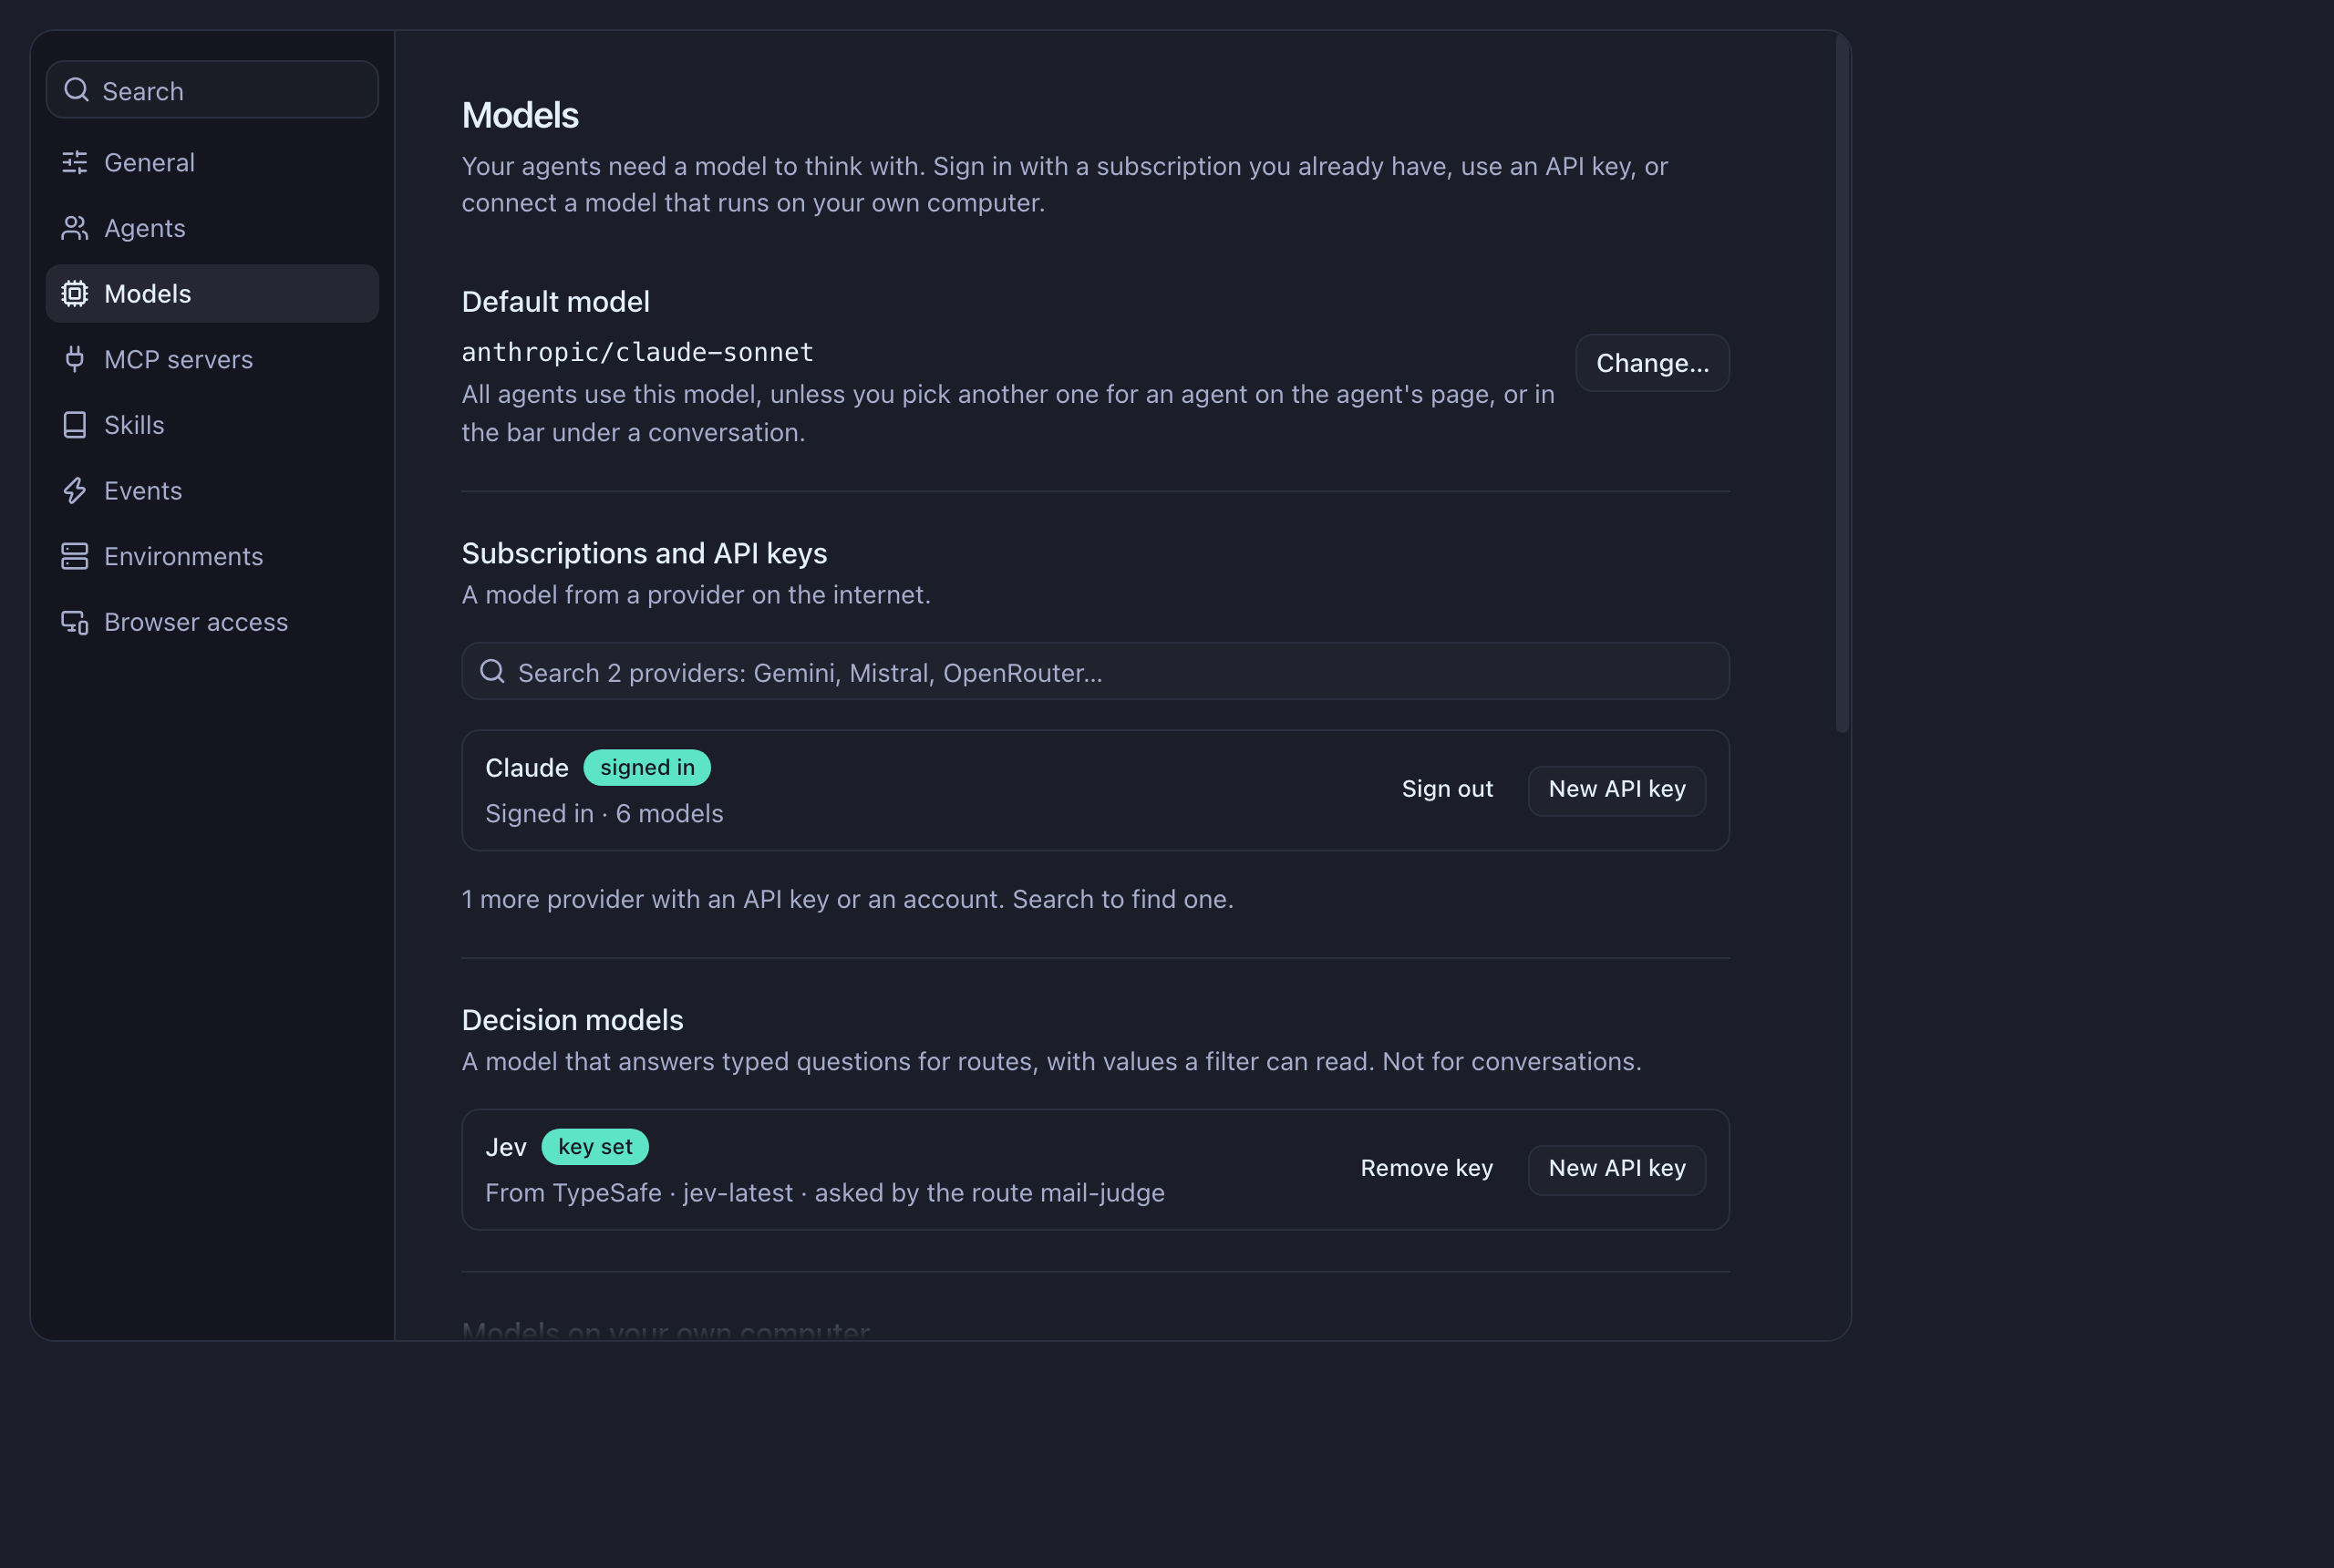 Search
General
Agents
Models
MCP servers
Skills
Events
Environments
Browser access
Models
Your agents need a model to think with. Sign in with a subscription you already have, use an API key, or
connect a model that runs on your own computer.
Default model
anthropic/claude-sonnet
Change...
All agents use this model, unless you pick another one for an agent on the agent's page, or in
the bar under a conversation.
Subscriptions and API keys
A model from a provider on the internet.
Search 2 providers: Gemini, Mistral, OpenRouter...
Claude signed in
Signed in · 6 models
Sign out New API key
1 more provider with an API key or an account. Search to find one.
Decision models
A model that answers typed questions for routes, with values a filter can read. Not for conversations.
Jev key set
From TypeSafe · jev-latest · asked by the route mail-judge
Remove key New API key
Models on your own computer